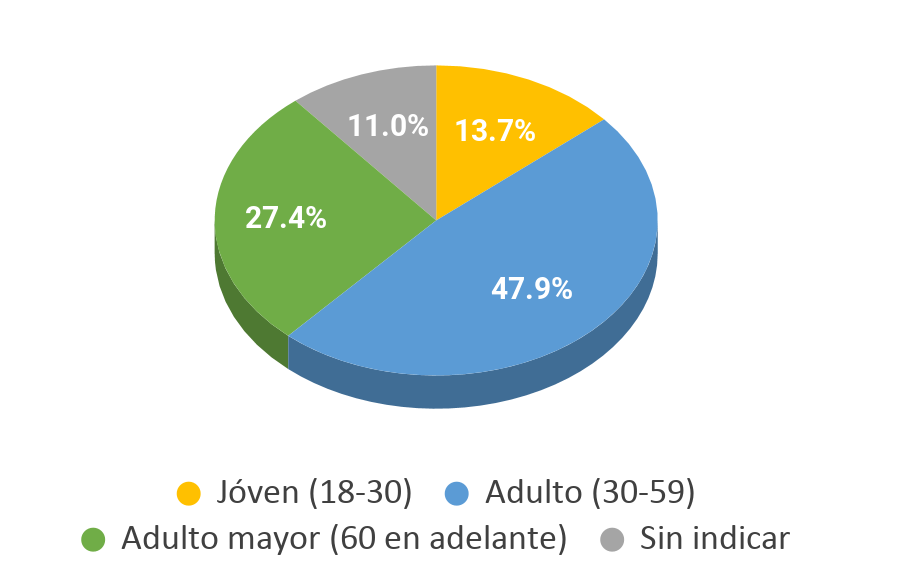 11.0%
13.7%
27.4%
47.9%
Jóven (18-30) Adulto (30-59)
Adulto mayor (60 en adelante) Sin indicar